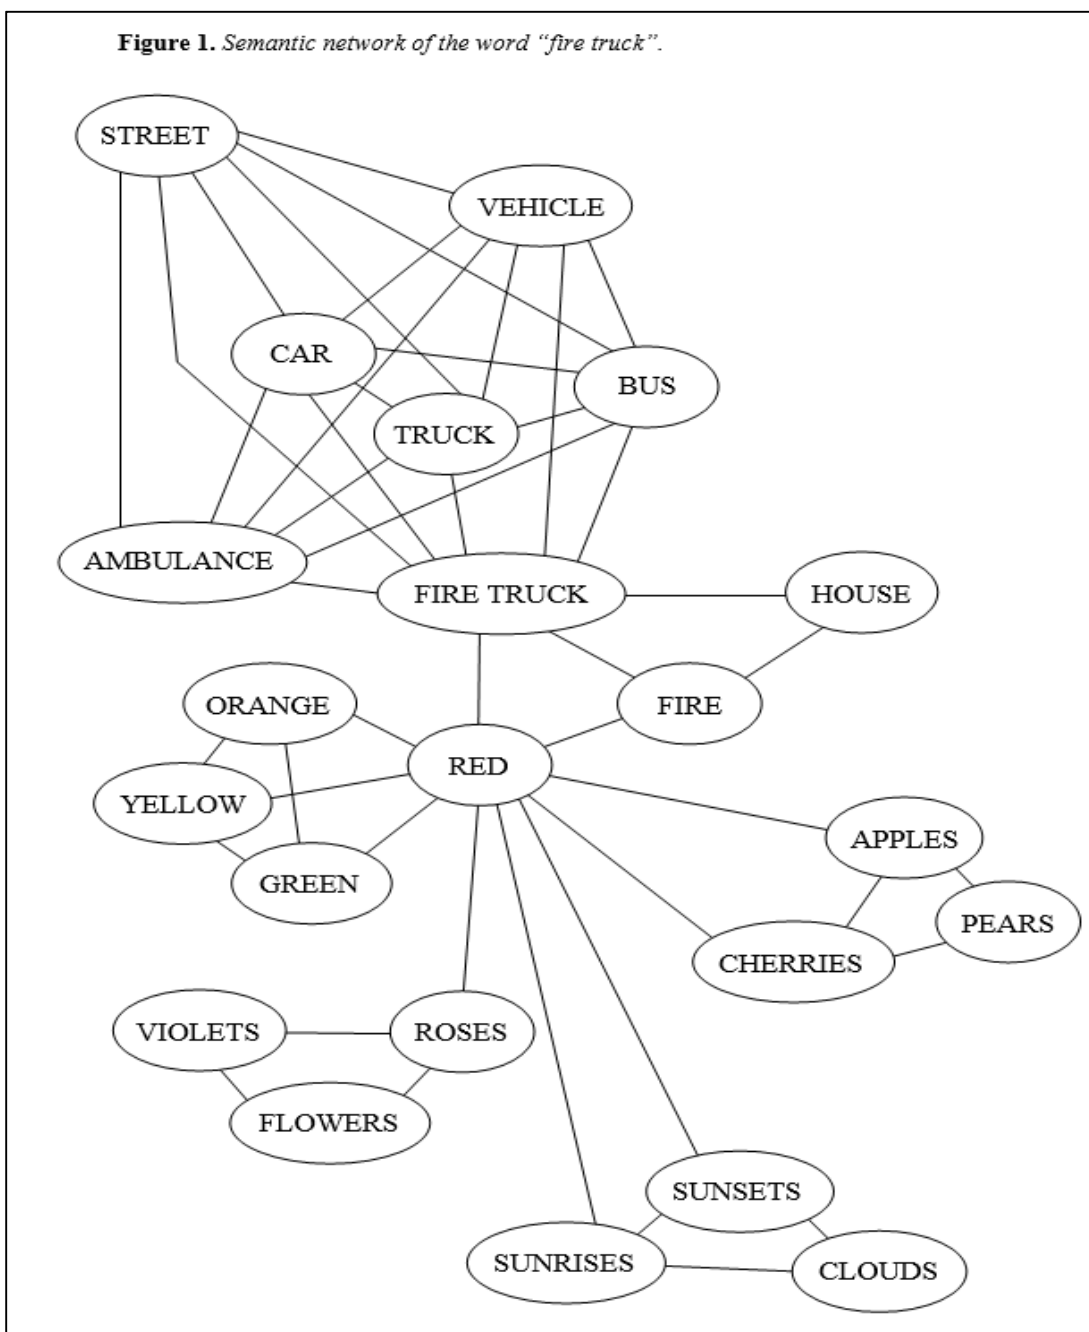 Figure 1. Semantic network of the word “fire truck”.
STREET
VEHICLE
CAR
BUS
TRUCK
AMBULANCE
FIRE TRUCK
HOUSE
ORANGE
FIRE
RED
YELLOW
APPLES
GREEN
PEARS
CHERRIES
VIOLETS
ROSES
FLOWERS
SUNSETS
SUNRISES
CLOUDS